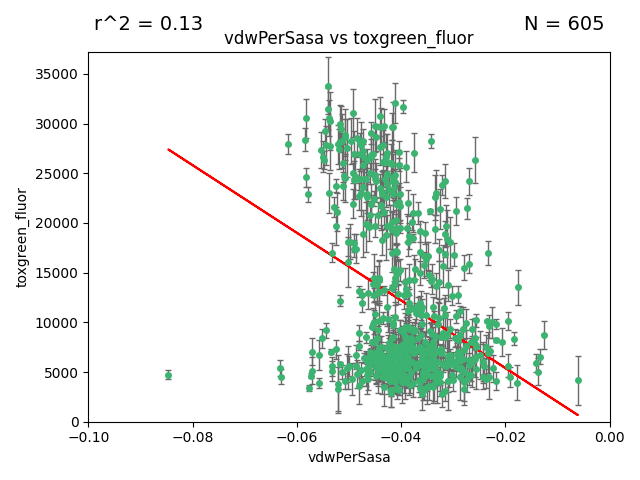 r^2 = 0.13
N = 605
vdwPerSasa vs toxgreen_fluor
toxgreen_fluor
35000
30000
25000
20000
15000
10000
5000
0
−0.10
−0.08
−0.06
−0.04
−0.02
0.00
vdwPerSasa